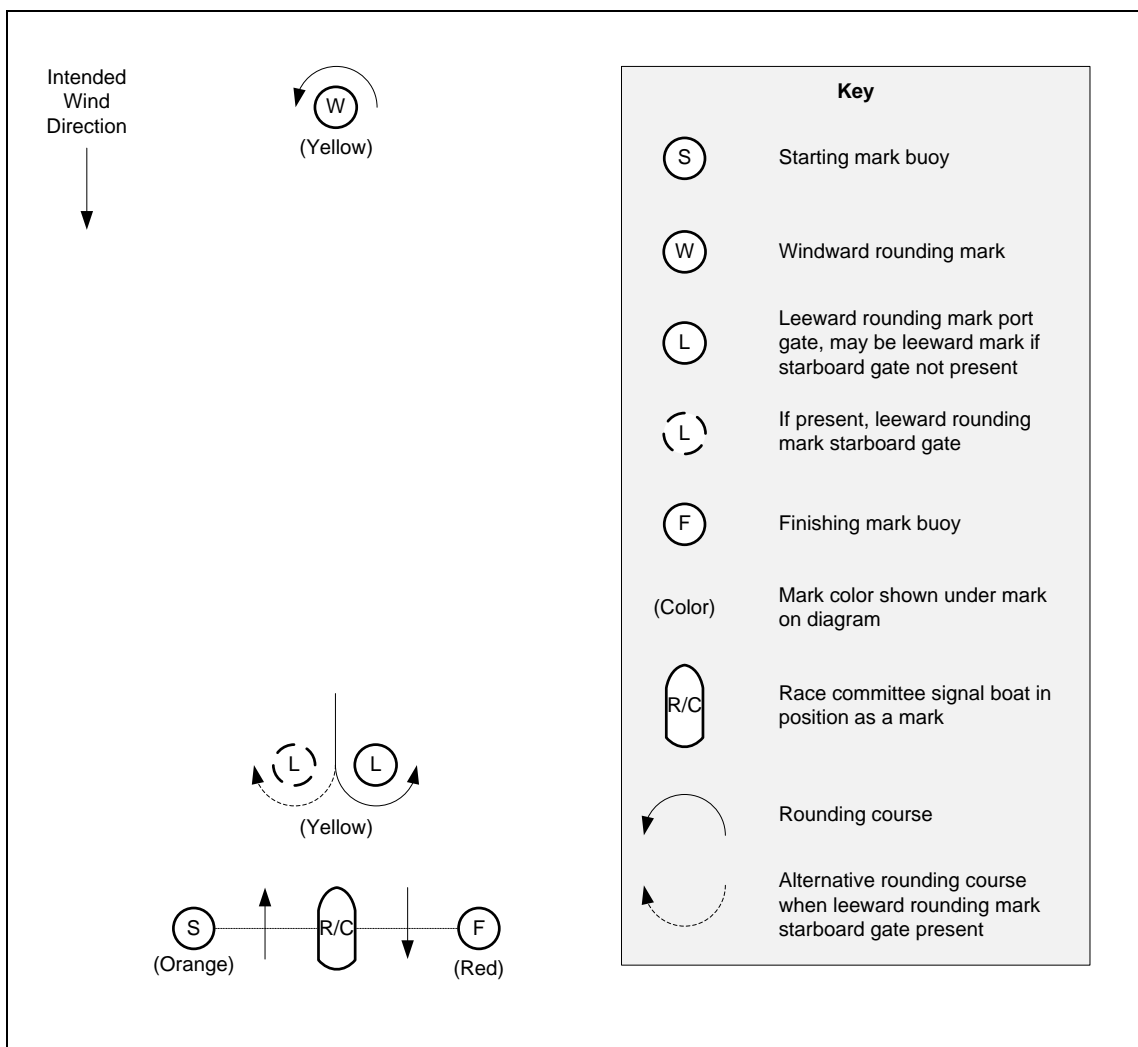 Intended
Wind
Direction
W
(Yellow)
L
L
(Yellow)
S
R/C
F
(Orange)
(Red)
Key
S
Starting mark buoy
W
Windward rounding mark
L
Leeward rounding mark port
gate, may be leeward mark if
starboard gate not present
L
If present, leeward rounding
mark starboard gate
F
Finishing mark buoy
(Color)
Mark color shown under mark
on diagram
R/C
Race committee signal boat in
position as a mark
Rounding course
Alternative rounding course
when leeward rounding mark
starboard gate present